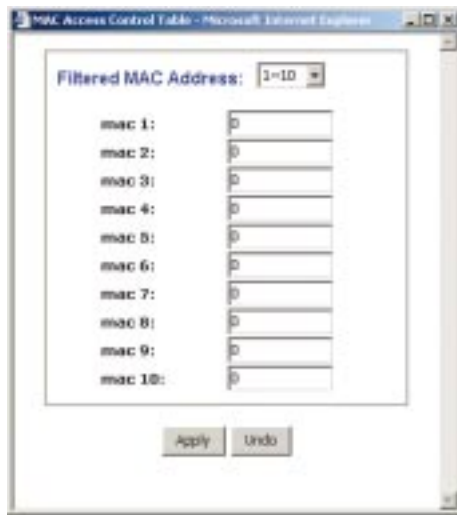 MAC Access Control Table - Microsoft Internet Explorer
Filtered MAC Address: 1~10
mac 1: 0
mac 2: 0
mac 3: 0
mac 4: 0
mac 5: 0
mac 6: 0
mac 7: 0
mac 8: 0
mac 9: 0
mac 10: 0
Apply Undo